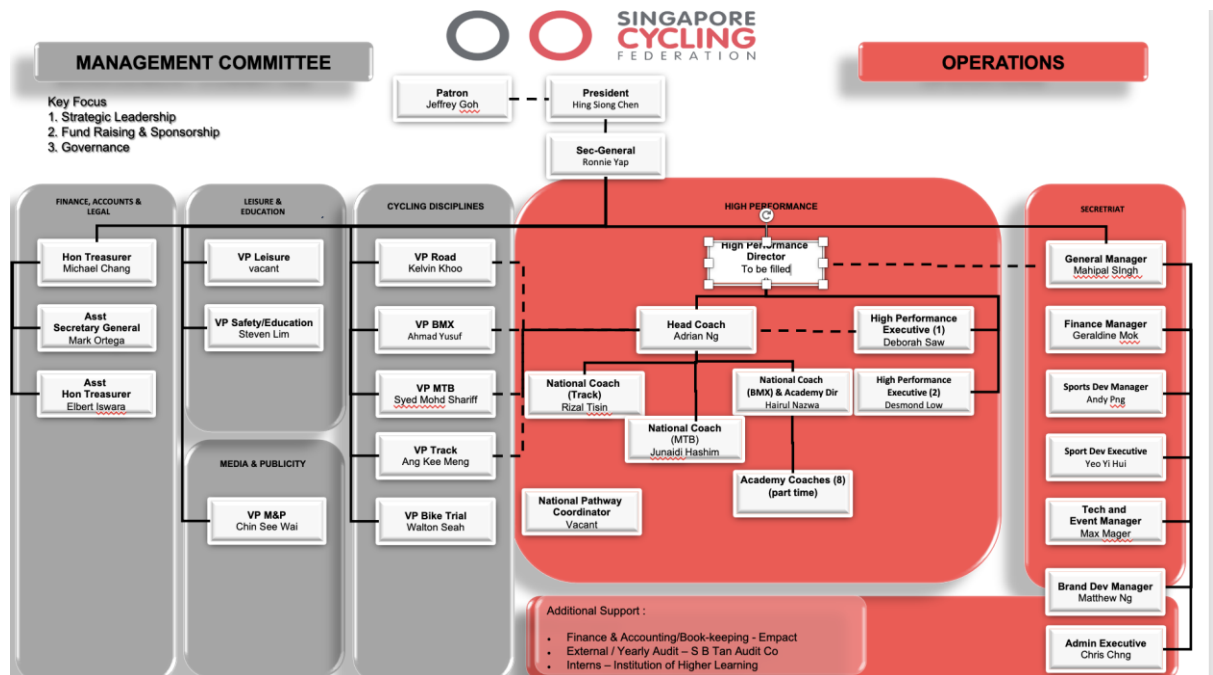 SINGAPORE
CYCLING
FEDERATION
MANAGEMENT COMMITTEE
OPERATIONS
Key Focus
1. Strategic Leadership
2. Fund Raising & Sponsorship
3. Governance
Patron
Jeffrey Goh
President
Hing Siong Chen
Sec-General
Ronnie Yap
FINANCE, ACCOUNTS &
LEGAL
Hon Treasurer
Michael Chang
Asst
Secretary General
Mark Ortega
Asst
Hon Treasurer
Elbert Iswara
LEISURE &
EDUCATION
VP Leisure
vacant
VP Safety/Education
Steven Lim
MEDIA & PUBLICITY
VP M&P
Chin See Wai
CYCLING DISCIPLINES
VP Road
Kelvin Khoo
VP BMX
Ahmad Yusuf
VP MTB
Syed Mohd Shariff
VP Track
Ang Kee Meng
VP Bike Trial
Walton Seah
HIGH PERFORMANCE
High Performance
Director
To be filled
Head Coach
Adrian Ng
High Performance
Executive (1)
Deborah Saw
National Coach
(Track)
Rizal Tisin
National Coach
(MTB)
Junaidi Hashim
National Coach
(BMX) & Academy Dir
Hairul Nazwa
High Performance
Executive (2)
Desmond Low
Academy Coaches (8)
(part time)
National Pathway
Coordinator
Vacant
SECRETRIAT
General Manager
Mahipal SIngh
Finance Manager
Geraldine Mok
Sports Dev Manager
Andy Png
Sport Dev Executive
Yeo Yi Hui
Tech and
Event Manager
Max Mager
Brand Dev Manager
Matthew Ng
Admin Executive
Chris Chng
Additional Support :
• Finance & Accounting/Book-keeping - Empact
• External / Yearly Audit – S B Tan Audit Co
• Interns – Institution of Higher Learning